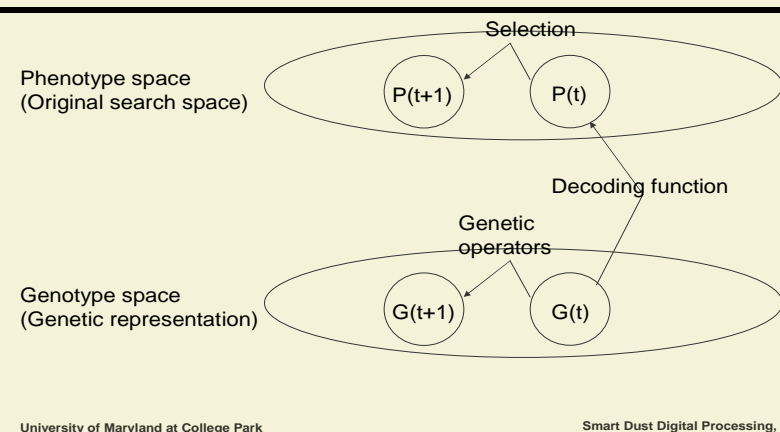 Selection
Phenotype space
(Original search space)
P(t+1)
P(t)
Decoding function
Genetic
operators
Genotype space
(Genetic representation)
G(t+1)
G(t)
University of Maryland at College Park
Smart Dust Digital Processing,